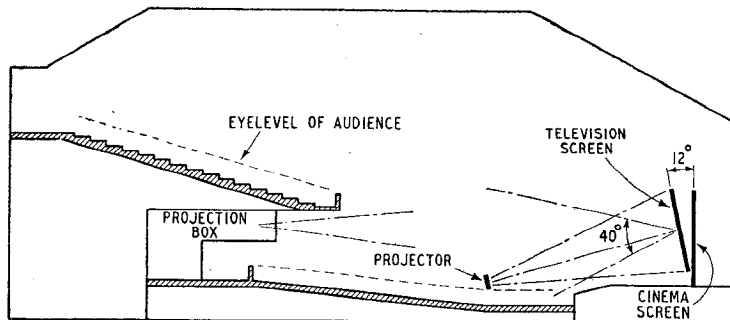 EYELEVEL OF AUDIENCE
TELEVISION
SCREEN
12°
PROJECTION
BOX
40°
PROJECTOR
CINEMA
SCREEN